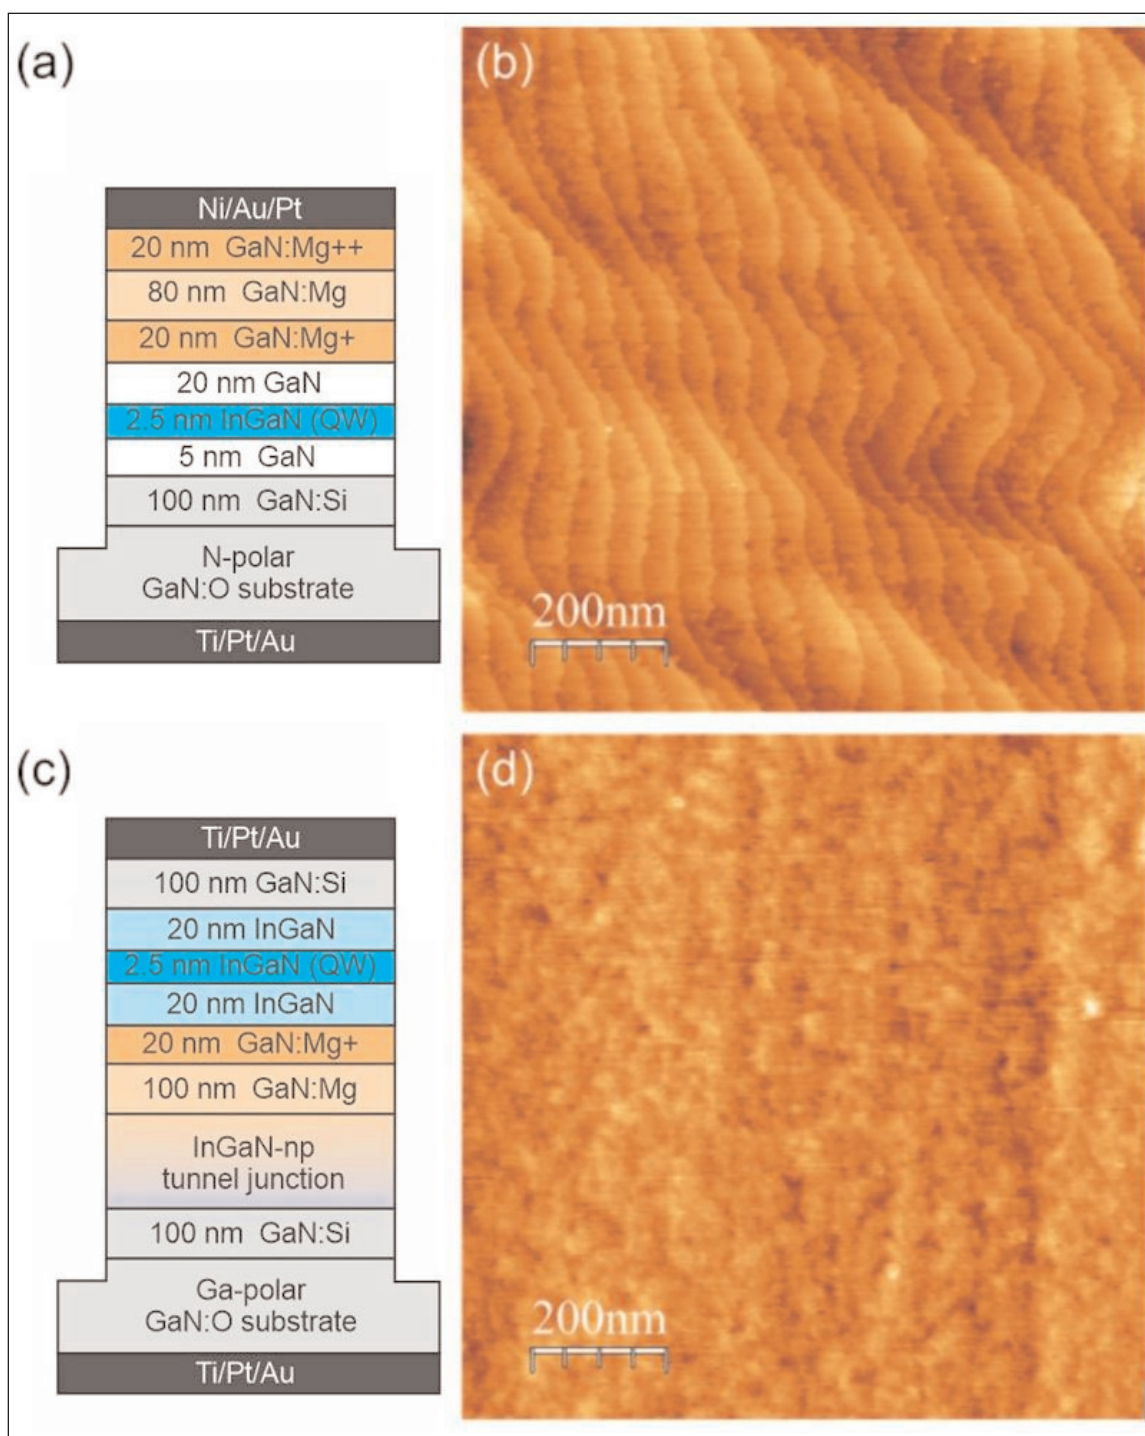 (a)
Ni/Au/Pt
20 nm GaN:Mg++
80 nm GaN:Mg
20 nm GaN:Mg+
20 nm GaN
2.5 nm InGaN (QW)
5 nm GaN
100 nm GaN:Si
N-polar
GaN:O substrate
Ti/Pt/Au
(b)
200nm
(c)
Ti/Pt/Au
100 nm GaN:Si
20 nm InGaN
2.5 nm InGaN (QW)
20 nm InGaN
20 nm GaN:Mg+
100 nm GaN:Mg
InGaN-np
tunnel junction
100 nm GaN:Si
Ga-polar
GaN:O substrate
Ti/Pt/Au
(d)
200nm